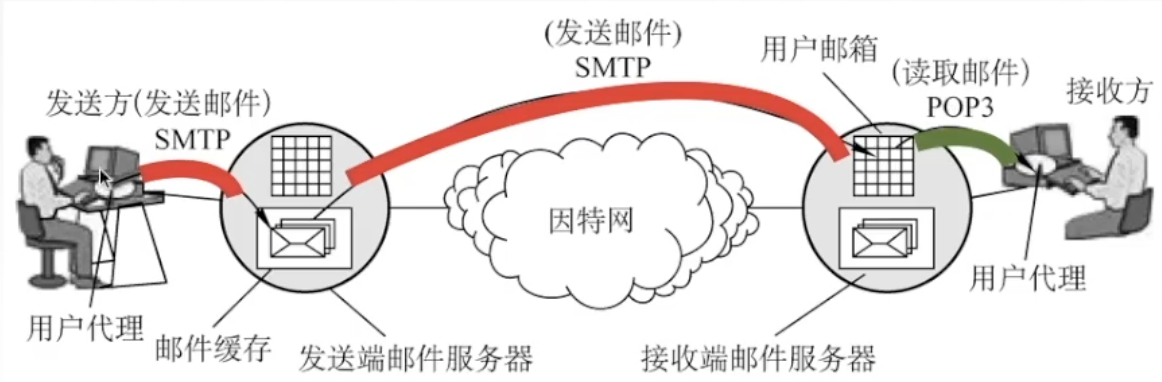 (发送邮件)
SMTP
用户邮箱
(读取邮件)
POP3
接收方
发送方(发送邮件)
SMTP
因特网
用户代理
用户代理
邮件缓存
发送端邮件服务器
接收端邮件服务器